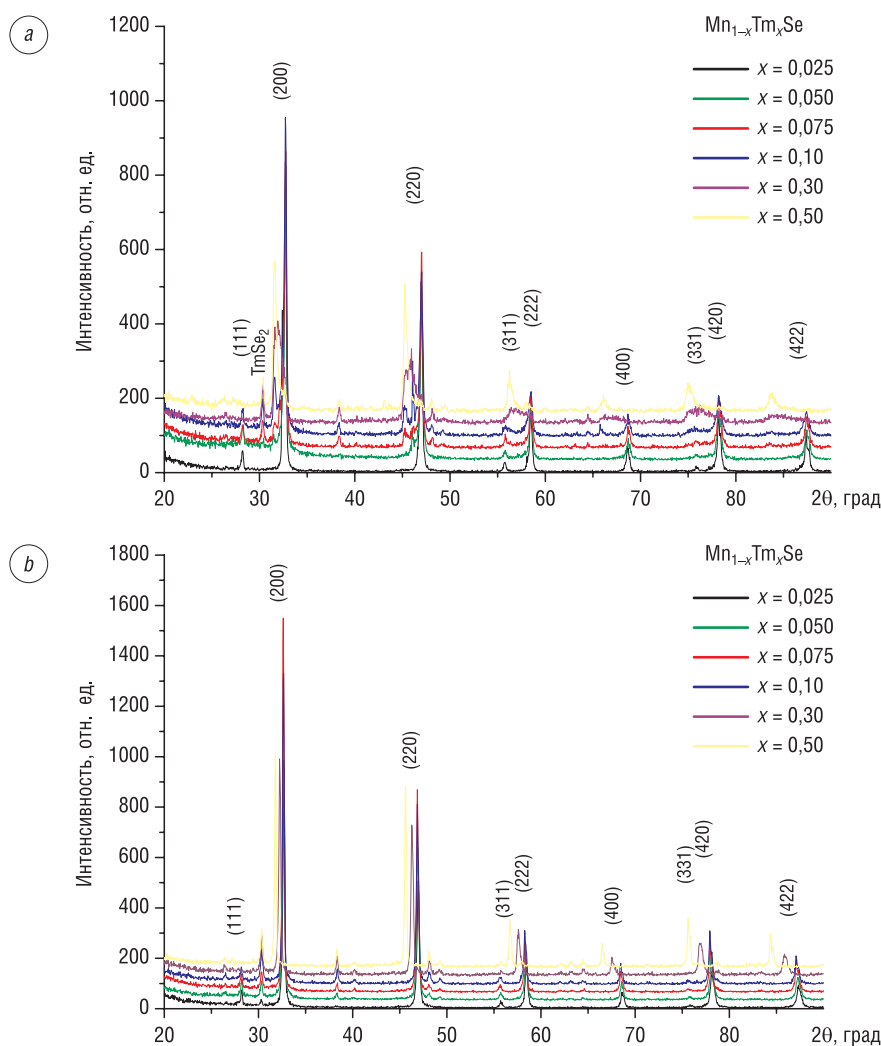 a
Mn1–xTmxSe
x = 0,025
x = 0,050
x = 0,075
x = 0,10
x = 0,30
x = 0,50
Интенсивность, отн. ед.
1200
1000
800
600
400
200
0
(111)
TmSe2
(200)
(220)
(311)
(222)
(400)
(331)
(420)
(422)
20
30
40
50
60
70
80
2θ, град
b
Mn1–xTmxSe
x = 0,025
x = 0,050
x = 0,075
x = 0,10
x = 0,30
x = 0,50
Интенсивность, отн. ед.
1800
1600
1400
1200
1000
800
600
400
200
0
(111)
(200)
(220)
(311)
(222)
(400)
(331)
(420)
(422)
20
30
40
50
60
70
80
2θ, град